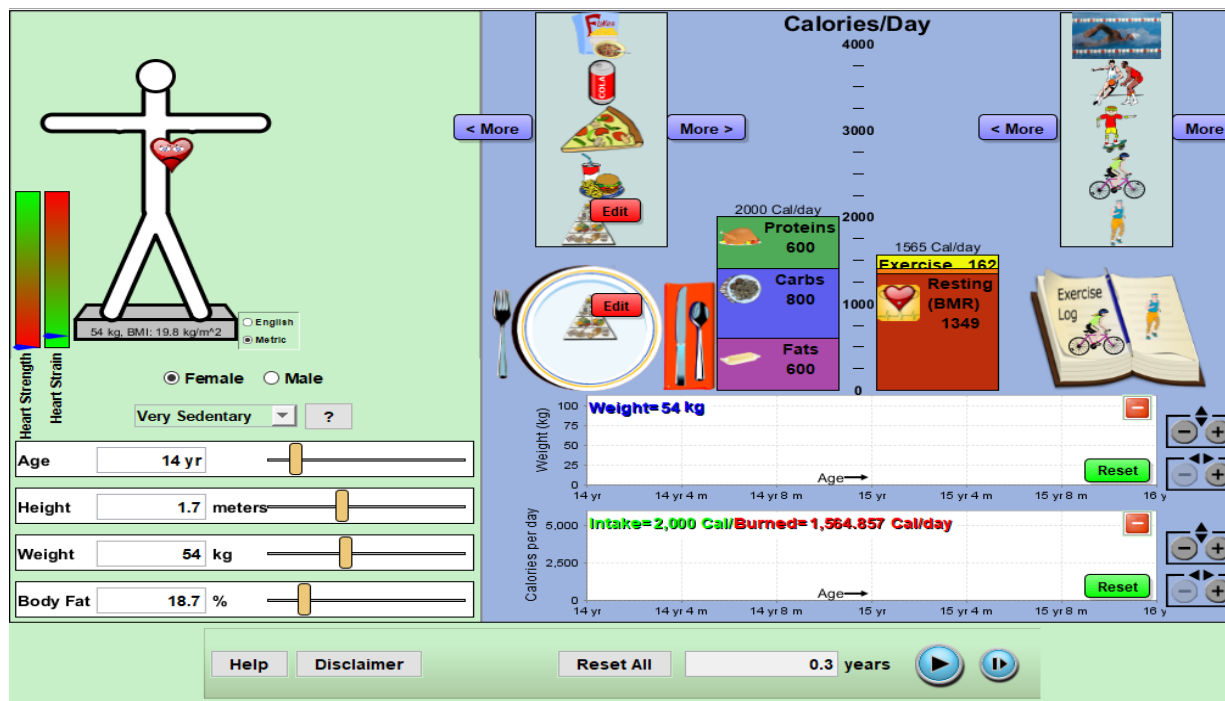 54 kg, BMI: 19.8 kg/m^2
English
Metric
Heart Strength
Heart Strain
Female
Male
Very Sedentary
?
Age 14 yr
Height 1.7 meters
Weight 54 kg
Body Fat 18.7 %
Calories/Day
4000
3000
2000
1000
0
< More
COLA
More >
Edit
Edit
2000 Cal/day
Proteins
600
Carbs
800
Fats
600
1565 Cal/day
Exercise 162
Resting
(BMR)
1349
< More
More
Exercise
Log
Weight= 54 kg
Weight (kg)
100
75
50
25
0
Age
Reset
14 yr 14 yr 4 m 14 yr 8 m 15 yr 15 yr 4 m 15 yr 8 m 16 y
Intake= 2,000 Cal/Burned= 1,564.857 Cal/day
Calories per day
5,000
2,500
0
Age
Reset
14 yr 14 yr 4 m 14 yr 8 m 15 yr 15 yr 4 m 15 yr 8 m 16 y
Help
Disclaimer
Reset All
0.3 years